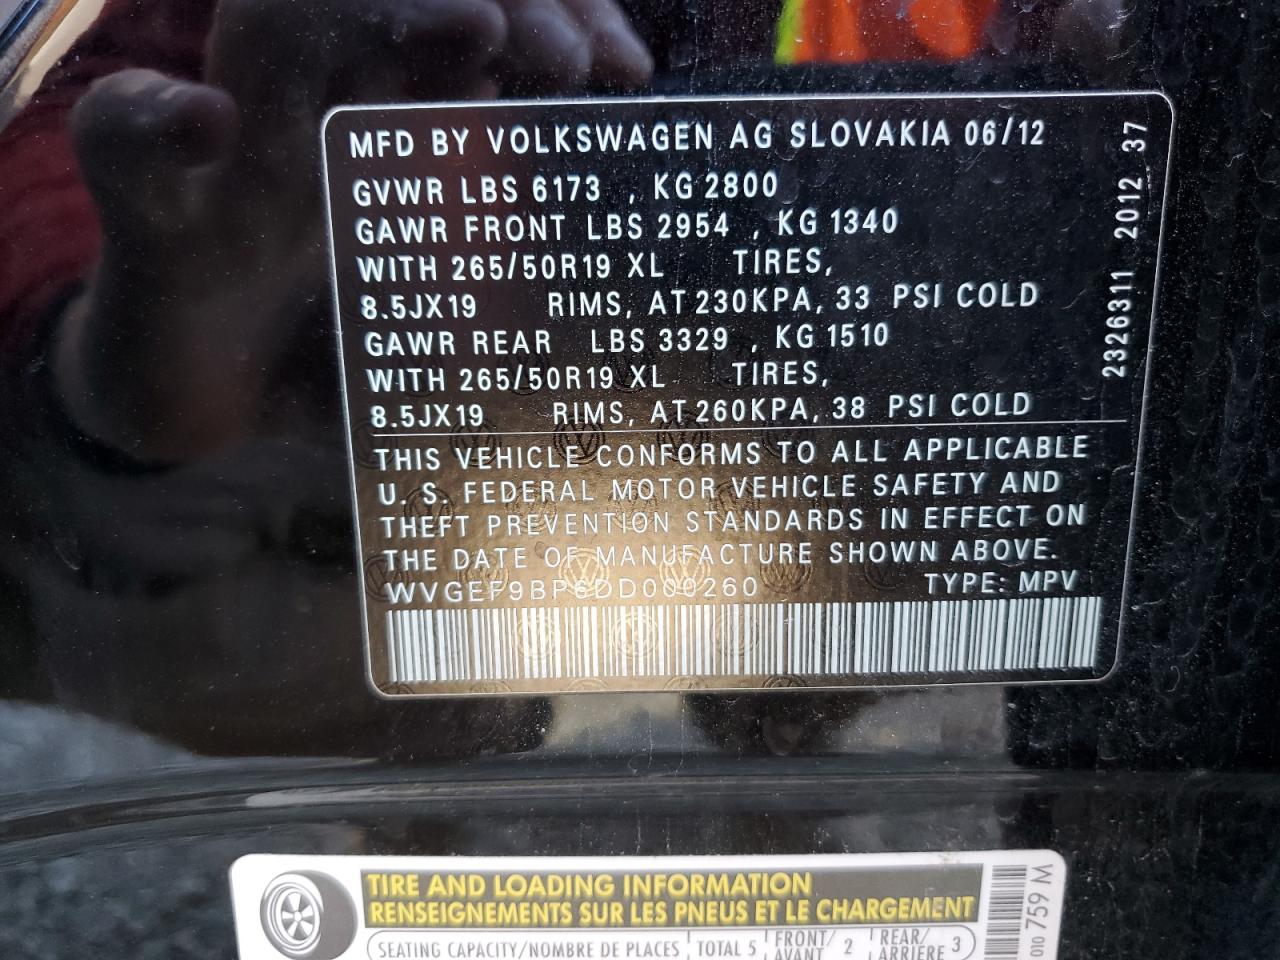 MFD BY VOLKSWAGEN AG SLOVAKIA 06/12
GVWR LBS 6173 , KG 2800
GAWR FRONT LBS 2954 , KG 1340
WITH 265/50R19 XL TIRES,
8.5JX19 RIMS, AT 230KPA, 33 PSI COLD
GAWR REAR LBS 3329 , KG 1510
WITH 265/50R19 XL TIRES,
8.5JX19 RIMS, AT 260KPA, 38 PSI COLD
THIS VEHICLE CONFORMS TO ALL APPLICABLE
U. S. FEDERAL MOTOR VEHICLE SAFETY AND
THEFT PREVENTION STANDARDS IN EFFECT ON
THE DATE OF MANUFACTURE SHOWN ABOVE.
WVGEF9BP6DD000260 TYPE: MPV
2326311 2012 37
TIRE AND LOADING INFORMATION
RENSEIGNEMENTS SUR LES PNEUS ET LE CHARGEMENT
SEATING CAPACITY/NOMBRE DE PLACES TOTAL 5 FRONT/AVANT 2 REAR/ARRIÈRE 3
010 759 M